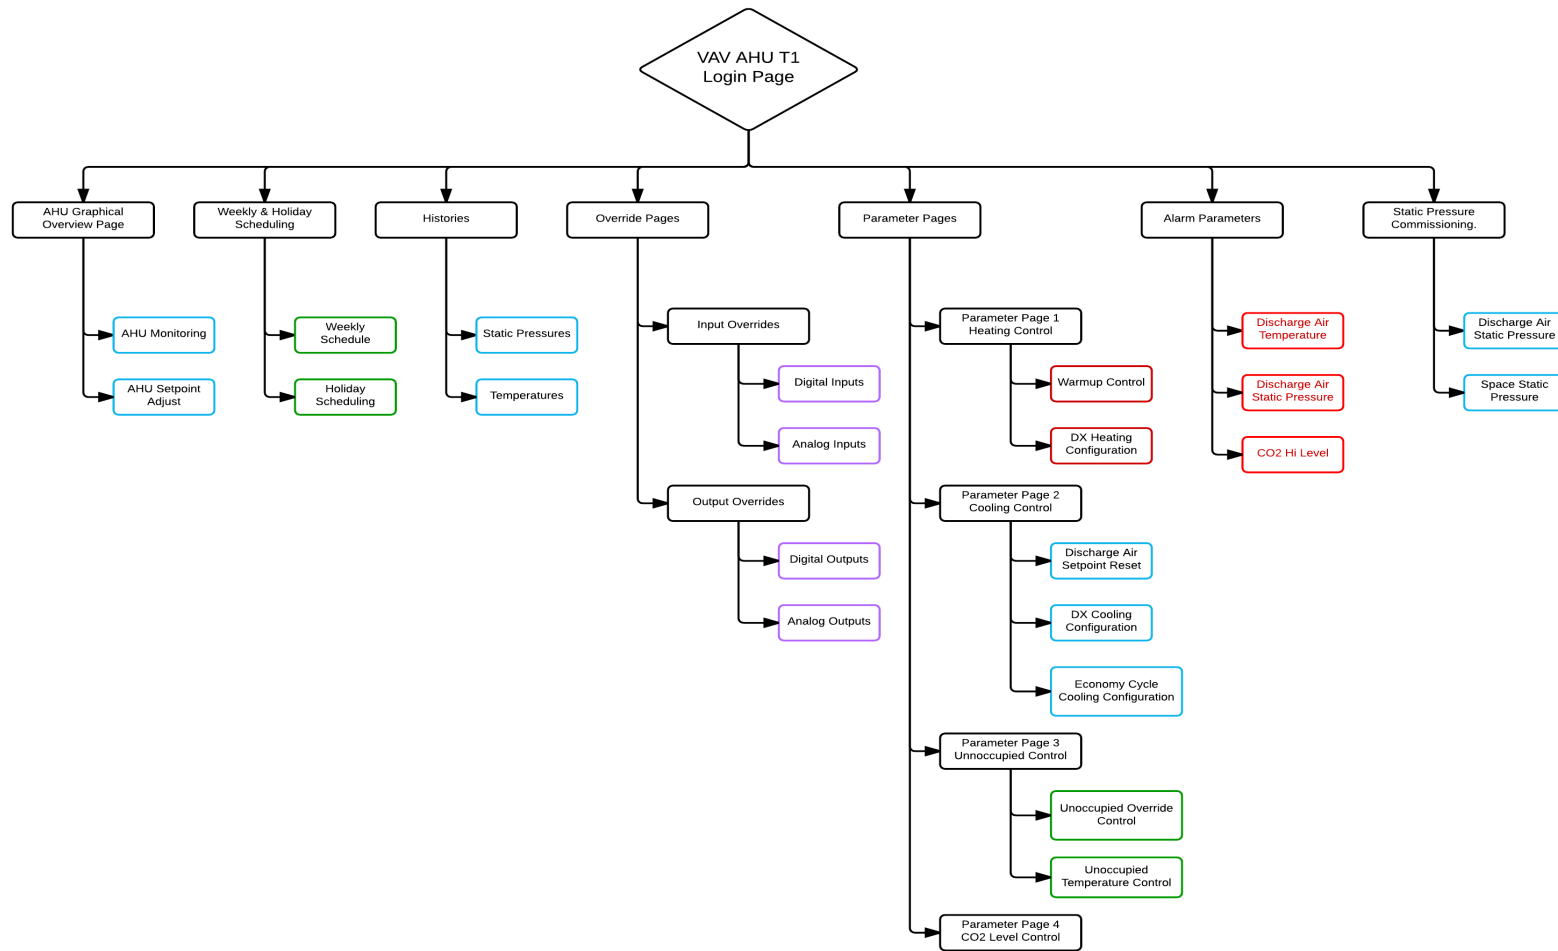 VAV AHU T1
Login Page
AHU Graphical
Overview Page
Weekly & Holiday
Scheduling
Histories
Override Pages
Parameter Pages
Alarm Parameters
Static Pressure
Commissioning.
AHU Monitoring
AHU Setpoint
Adjust
Weekly
Schedule
Holiday
Scheduling
Static Pressures
Temperatures
Input Overrides
Digital Inputs
Analog Inputs
Output Overrides
Digital Outputs
Analog Outputs
Parameter Page 1
Heating Control
Warmup Control
DX Heating
Configuration
Parameter Page 2
Cooling Control
Discharge Air
Setpoint Reset
DX Cooling
Configuration
Economy Cycle
Cooling Configuration
Parameter Page 3
Unnoccupied Control
Unoccupied Override
Control
Unoccupied
Temperature Control
Parameter Page 4
CO2 Level Control
Discharge Air
Temperature
Discharge Air
Static Pressure
CO2 Hi Level
Discharge Air
Static Pressure
Space Static
Pressure